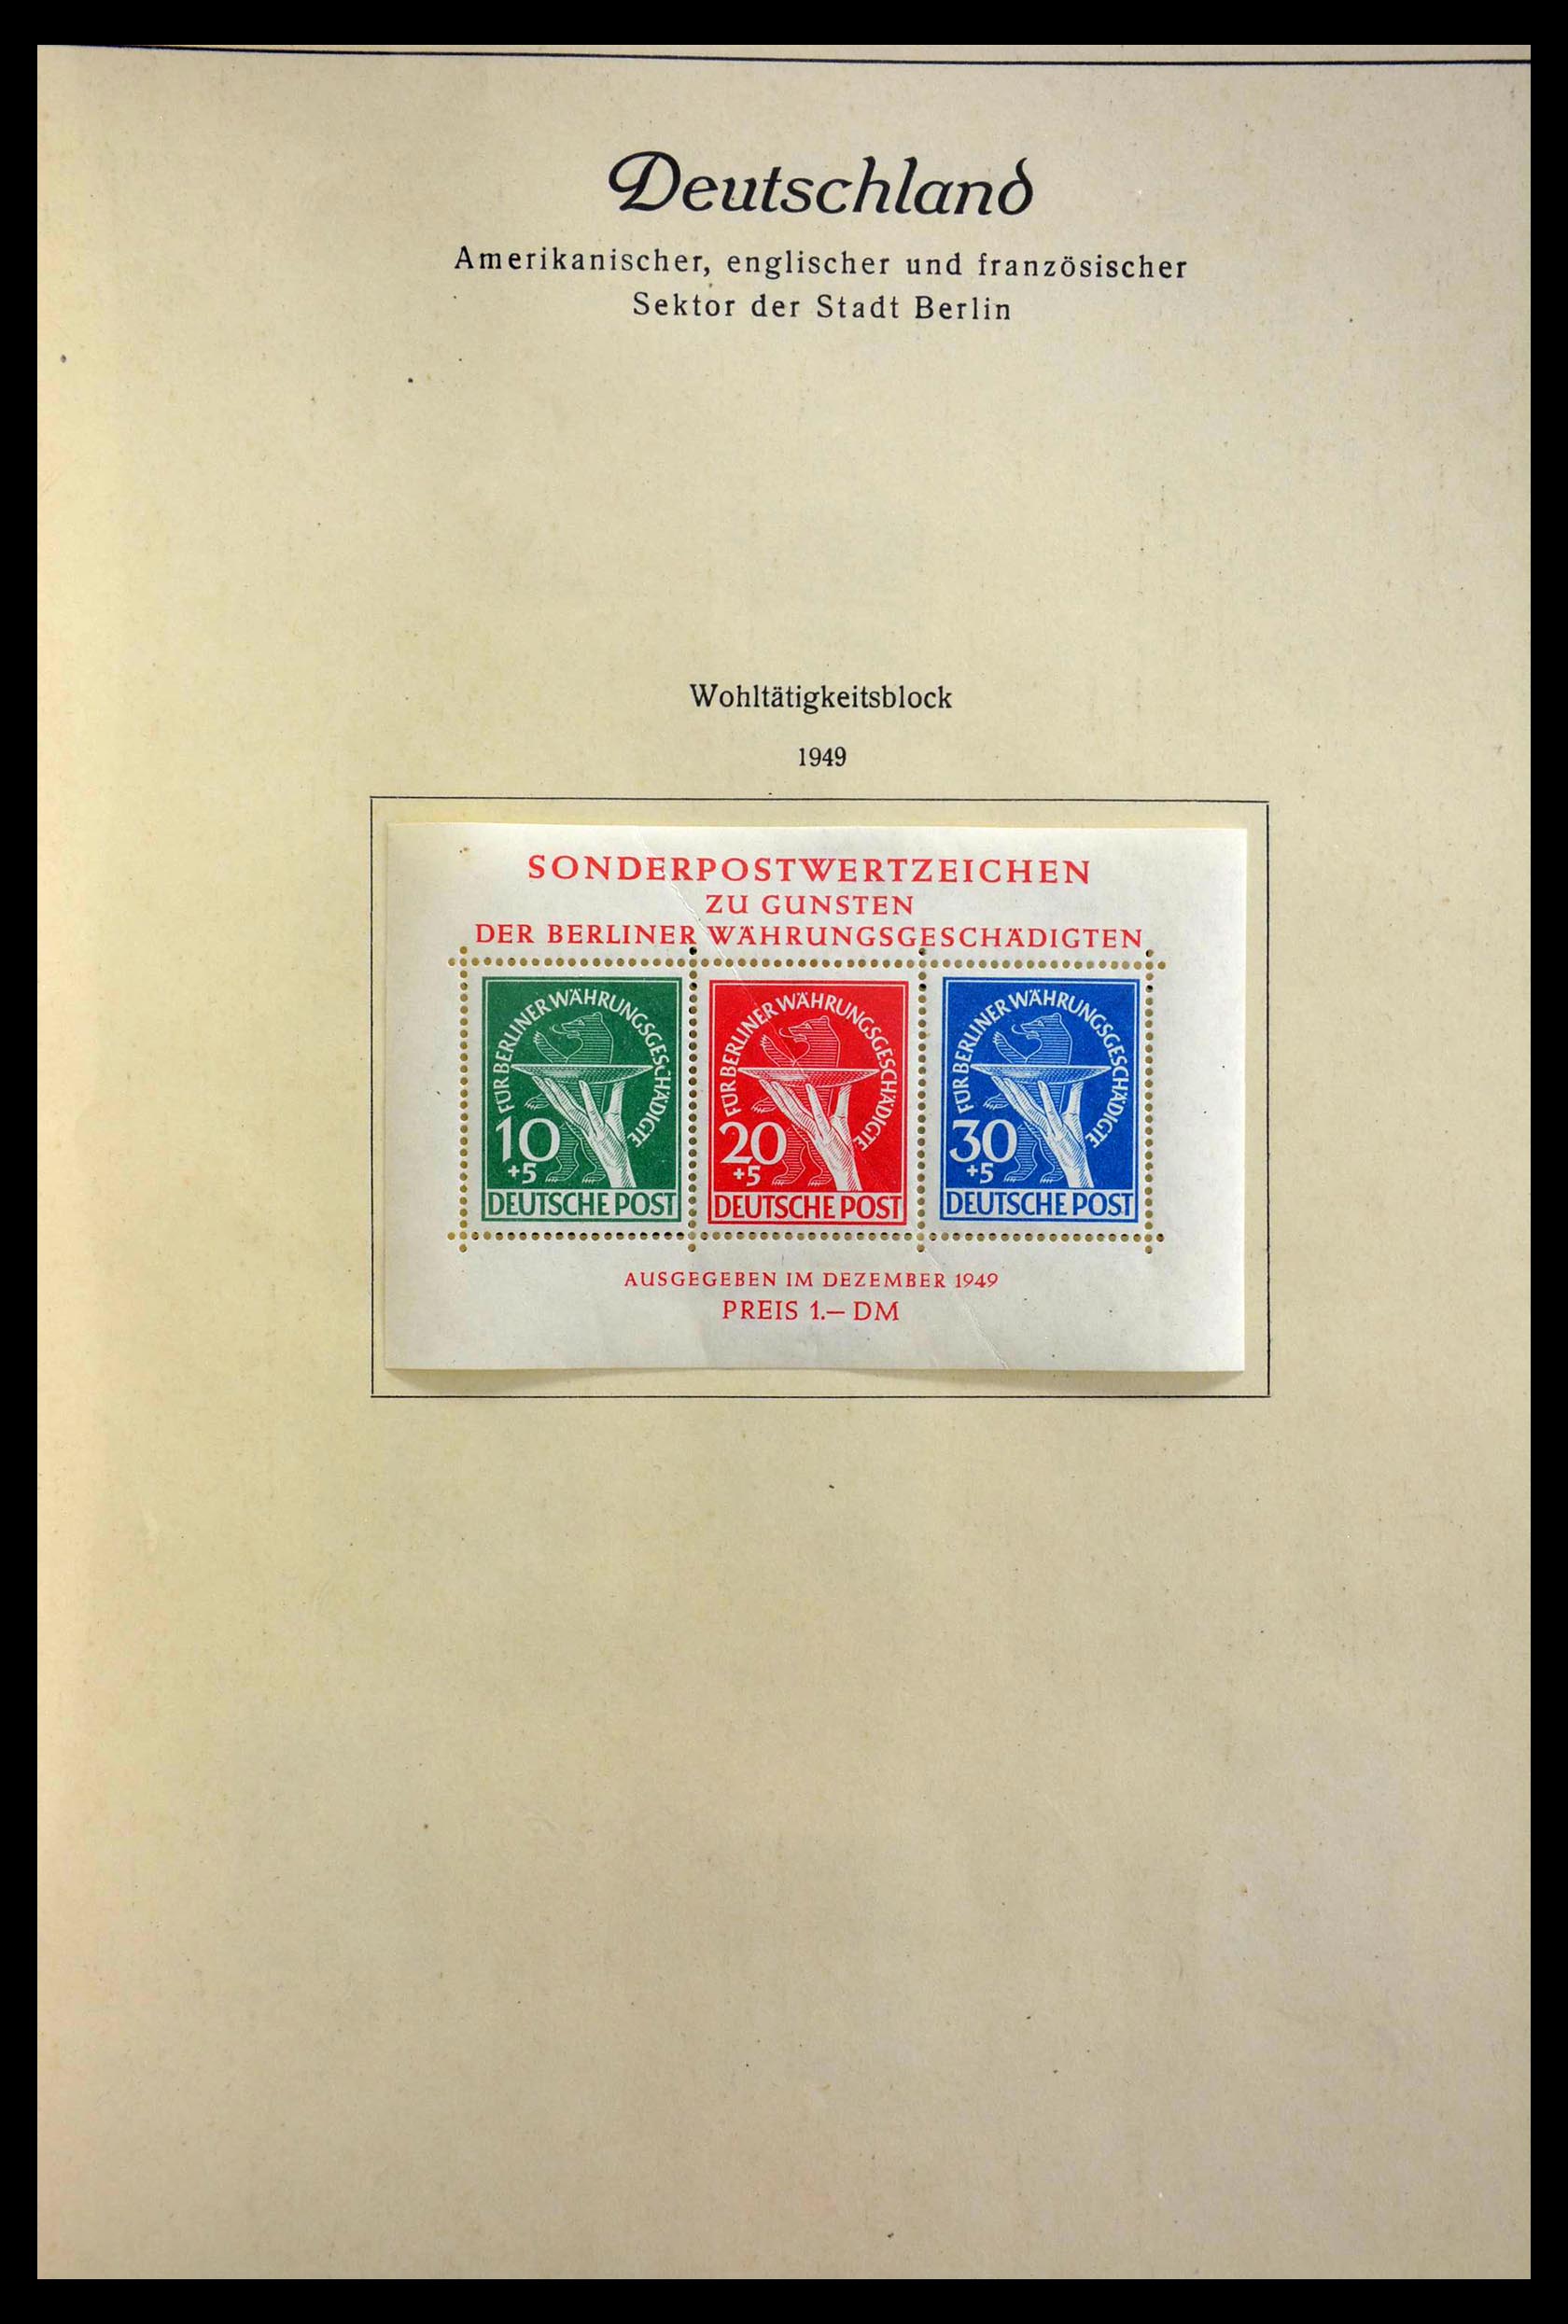 Deutschland
Amerikanischer, englischer und französischer
Sektor der Stadt Berlin
Wohltätigkeitsblock
1949
SONDERPOSTWERTZEICHEN
ZU GUNSTEN
DER BERLINER WÄHRUNGSGESCHÄDIGTEN
FÜR BERLINER WÄHRUNGSGESCHÄDIGTE
10
+5
DEUTSCHE POST
FÜR BERLINER WÄHRUNGSGESCHÄDIGTE
20
+5
DEUTSCHE POST
FÜR BERLINER WÄHRUNGSGESCHÄDIGTE
30
+5
DEUTSCHE POST
AUSGEGEBEN IM DEZEMBER 1949
PREIS 1.— DM